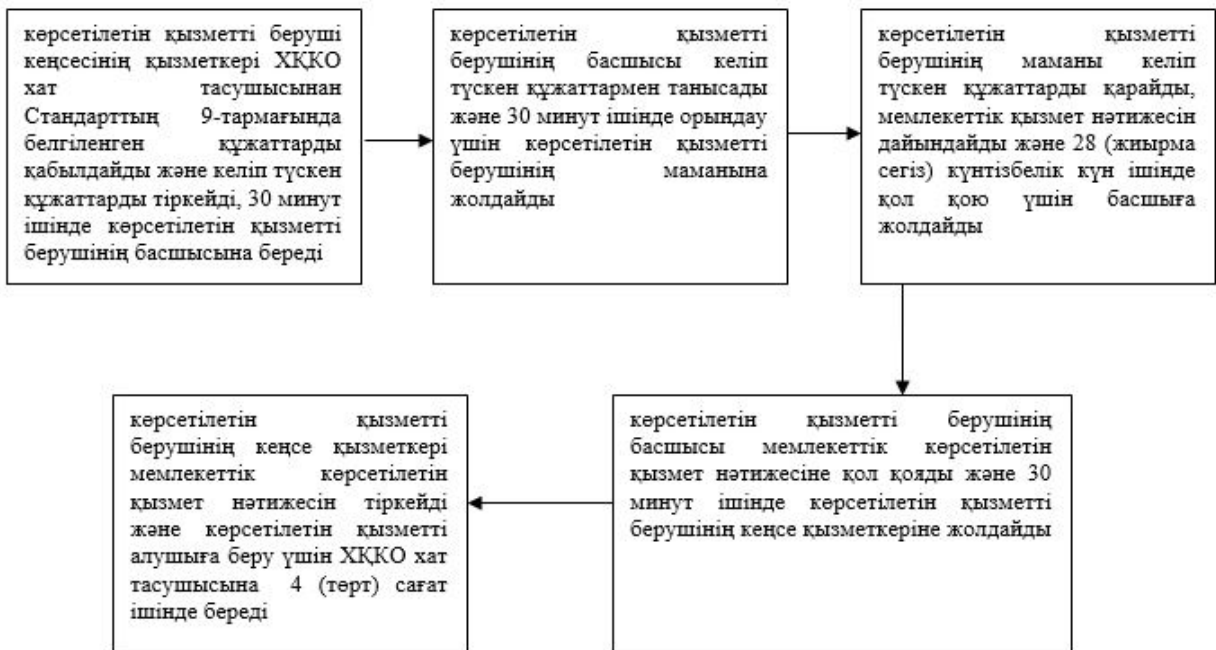 көрсетілетін қызметті беруші
кеңсесінің қызметкері ХҚКО
хат тасушысынан
Стандарттың 9-тармағында
белгіленген құжаттарды
қабылдайды және келіп түскен
құжаттарды тіркейді, 30 минут
ішінде көрсетілетін қызметті
берушінің басшысына береді
көрсетілетін қызметті
берушінің басшысы келіп
түскен құжаттармен танысады
және 30 минут ішінде орындау
үшін көрсетілетін қызметті
берушінің маманына
жолдайды
көрсетілетін қызметті
берушінің маманы келіп
түскен құжаттарды қарайды,
мемлекеттік қызмет нәтижесін
дайындайды және 28 (жиырма
сегіз) күнтізбелік күн ішінде
қол қою үшін басшыға
жолдайды
көрсетілетін қызметті берушінің
басшысы мемлекеттік көрсетілетін
қызмет нәтижесіне қол қояды және 30
минут ішінде көрсетілетін қызметті
берушінің кеңсе қызметкеріне жолдайды
көрсетілетін қызметті
берушінің кеңсе қызметкері
мемлекеттік көрсетілетін
қызмет нәтижесін тіркейді
және көрсетілетін қызметті
алушыға беру үшін ХҚКО хат
тасушысына 4 (төрт) сағат
ішінде береді